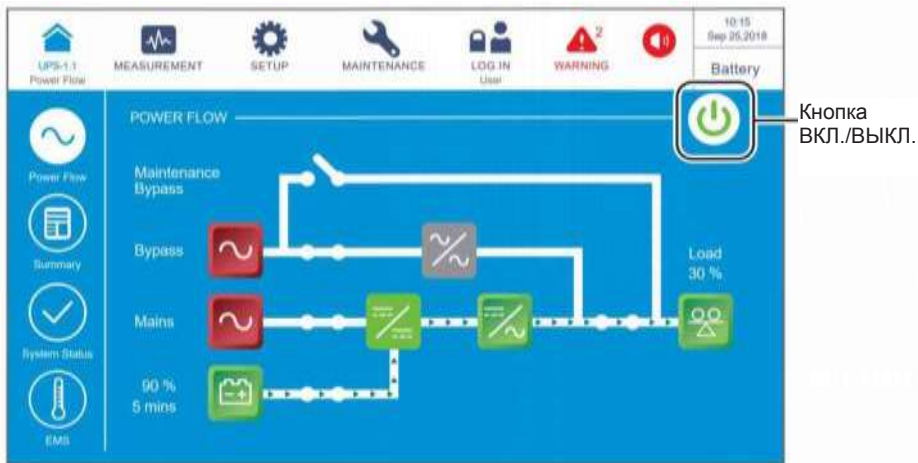 10:15
Sep 25,2018
2
UPS-1.1
MEASUREMENT
SETUP
MAINTENANCE
LOG IN
WARNING
Battery
Power Flow
User
Кнопка
ВКЛ./ВЫКЛ.
POWER FLOW
Power Flow
Maintenance
Bypass
Summary
Bypass
Load
30 %
Mains
System Status
90 %
5 mins
EMS